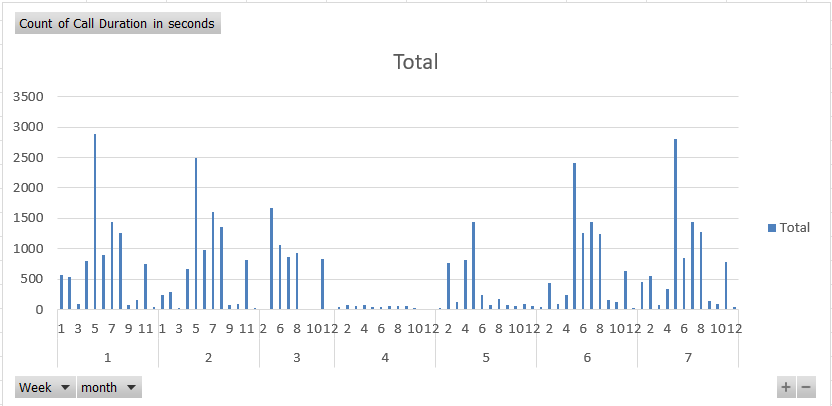 Count of Call Duration in seconds
Total
3500
3000
2500
2000
1500
1000
500
0
Total
1 3 5 7 9 11 1 3 5 7 9 11 2 6 8 10 12 2 4 6 8 10 12 2 4 6 8 10 12 2 4 6 8 10 12 2 4 6 8 10 12
1 2 3 4 5 6 7
Week month
+ −